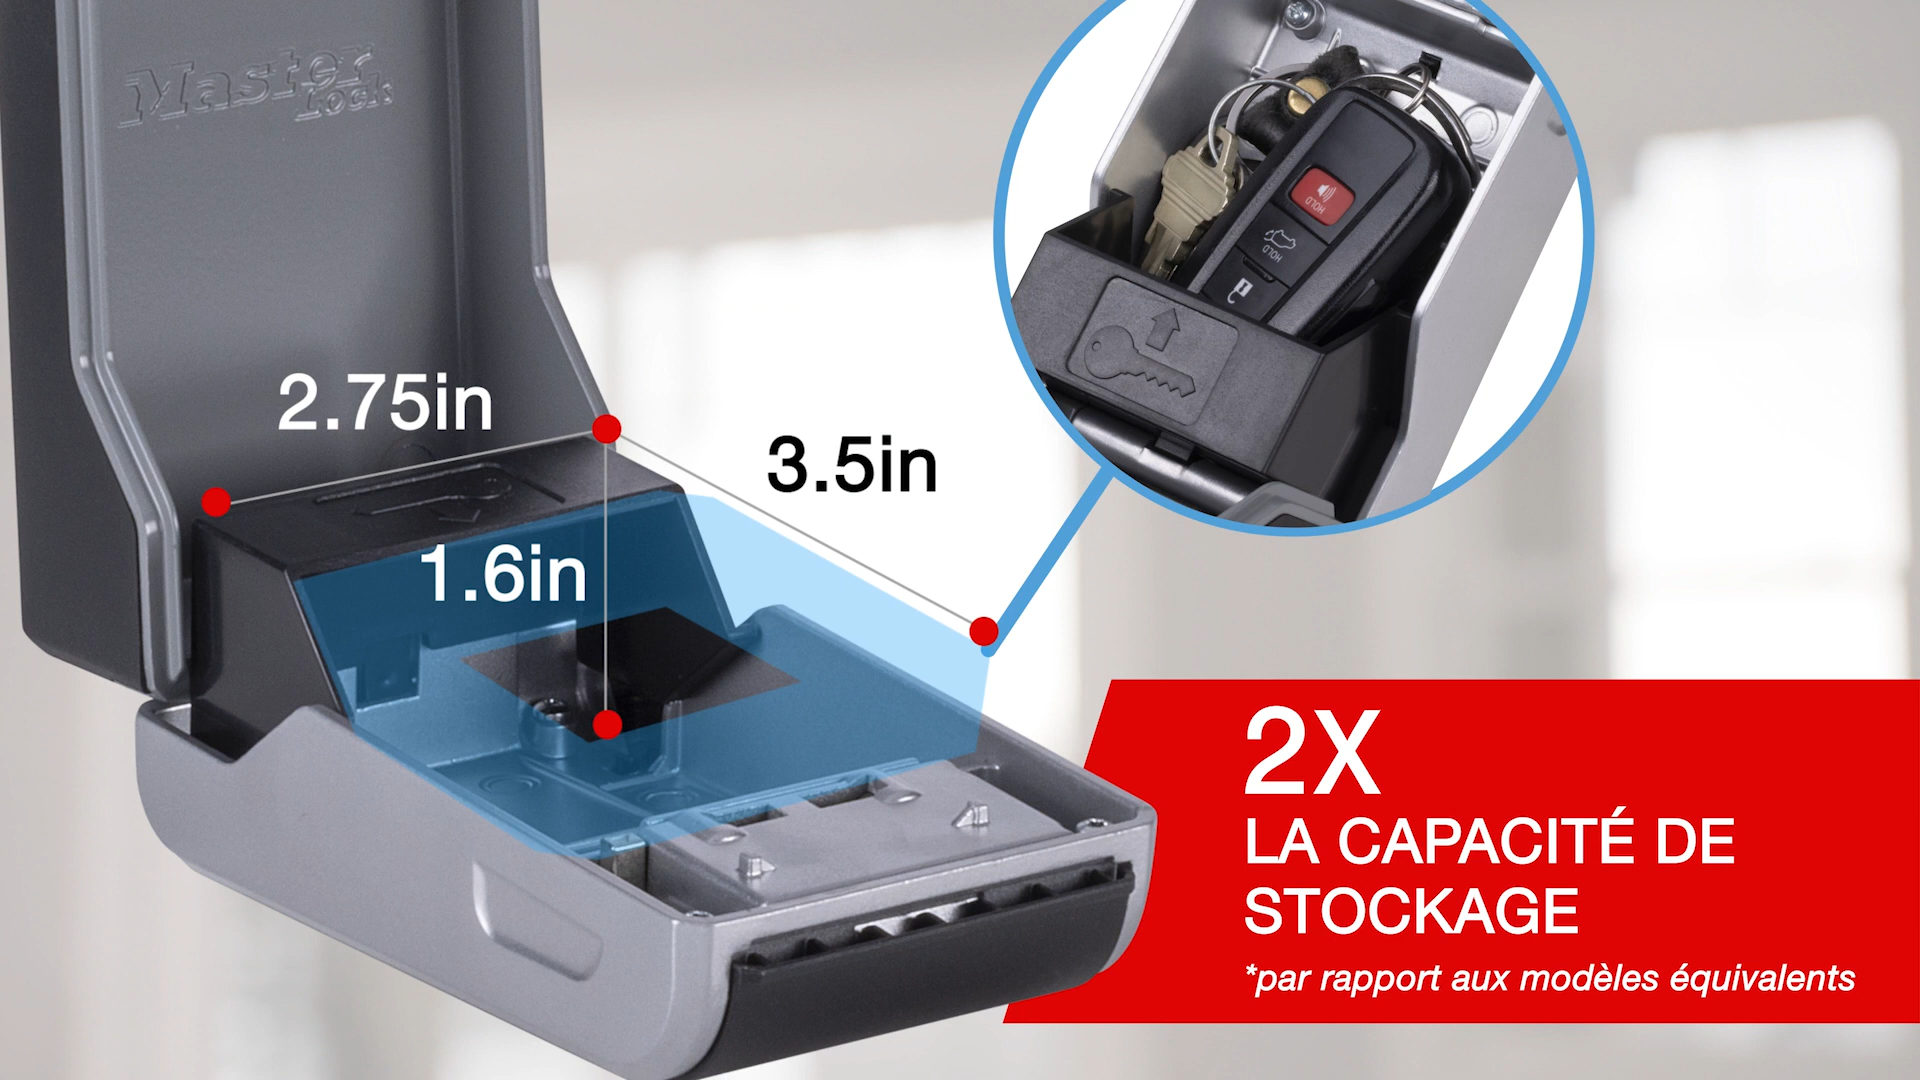 Master
Lock
HOLD
HOLD
2.75in
3.5in
1.6in
2X
LA CAPACITÉ DE
STOCKAGE
*par rapport aux modèles équivalents